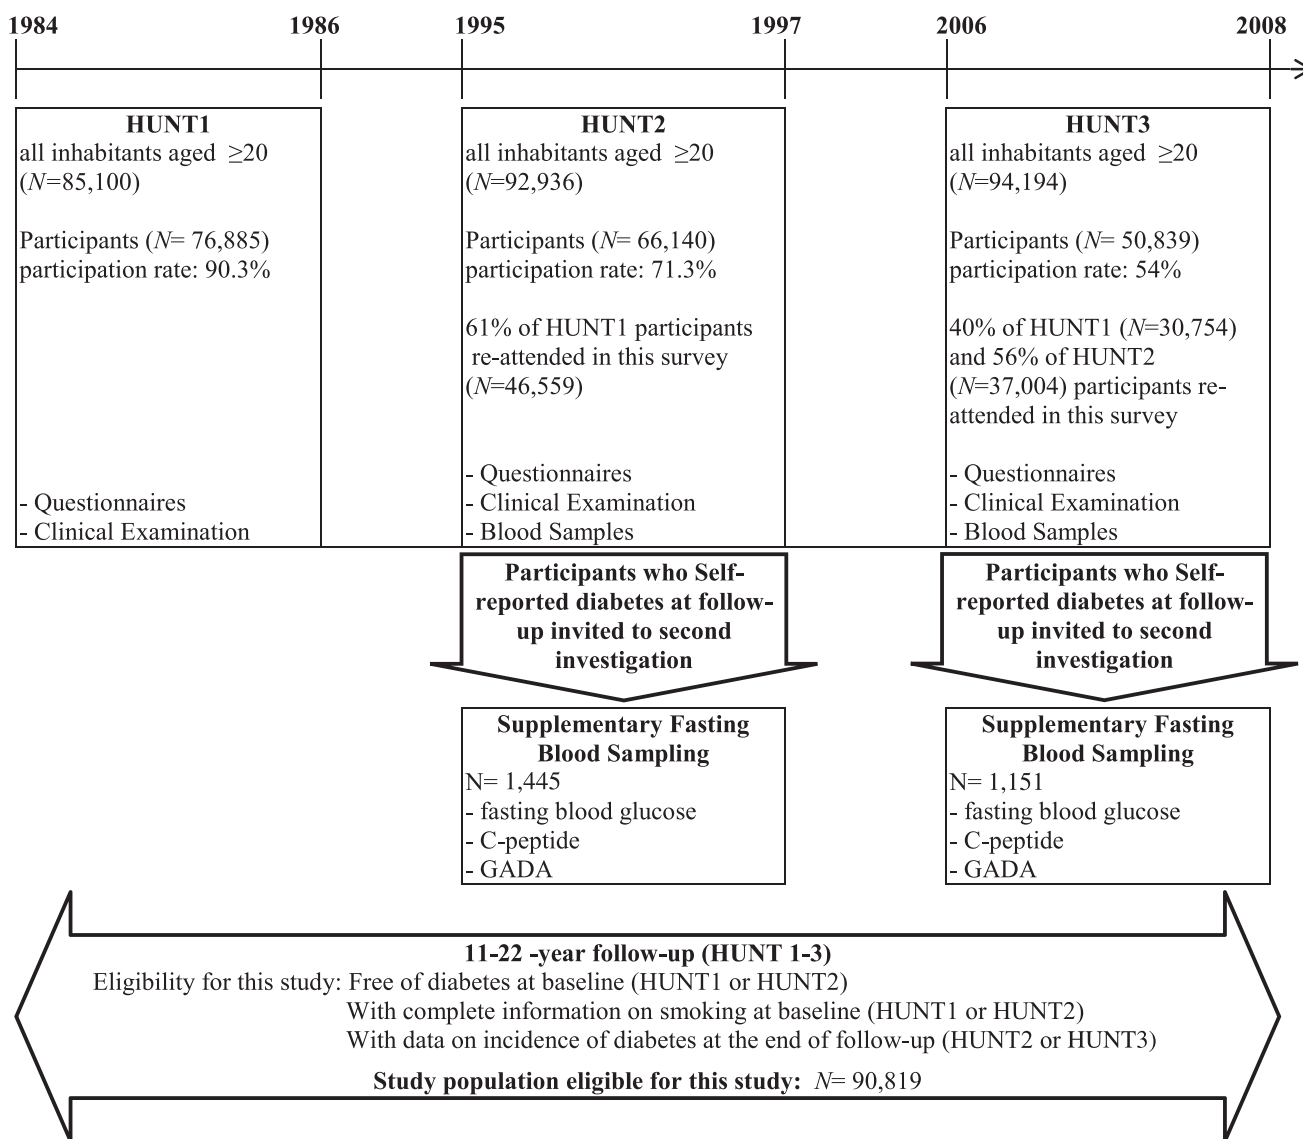 1984 1986 1995 1997 2006 2008
HUNT1
all inhabitants aged ≥20
(N=85,100)
Participants (N= 76,885)
participation rate: 90.3%
- Questionnaires
- Clinical Examination
HUNT2
all inhabitants aged ≥20
(N=92,936)
Participants (N= 66,140)
participation rate: 71.3%
61% of HUNT1 participants
re-attended in this survey
(N=46,559)
- Questionnaires
- Clinical Examination
- Blood Samples
HUNT3
all inhabitants aged ≥20
(N=94,194)
Participants (N= 50,839)
participation rate: 54%
40% of HUNT1 (N=30,754)
and 56% of HUNT2
(N=37,004) participants re-
attended in this survey
- Questionnaires
- Clinical Examination
- Blood Samples
Participants who Self-
reported diabetes at follow-
up invited to second
investigation
Participants who Self-
reported diabetes at follow-
up invited to second
investigation
Supplementary Fasting
Blood Sampling
N= 1,445
- fasting blood glucose
- C-peptide
- GADA
Supplementary Fasting
Blood Sampling
N= 1,151
- fasting blood glucose
- C-peptide
- GADA
11-22 -year follow-up (HUNT 1-3)
Eligibility for this study: Free of diabetes at baseline (HUNT1 or HUNT2)
With complete information on smoking at baseline (HUNT1 or HUNT2)
With data on incidence of diabetes at the end of follow-up (HUNT2 or HUNT3)
Study population eligible for this study: N= 90,819